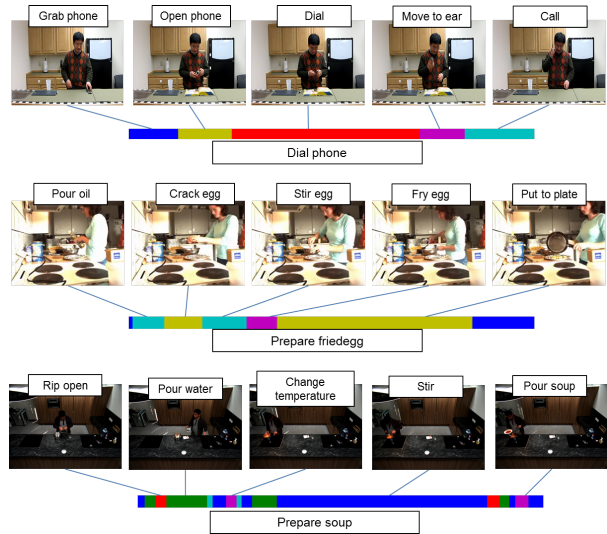 Grab phone
Open phone
Dial
Move to ear
Call
Dial phone
Pour oil
Crack egg
Stir egg
Fry egg
Put to plate
Prepare friedegg
Rip open
Pour water
Change
temperature
Stir
Pour soup
Prepare soup